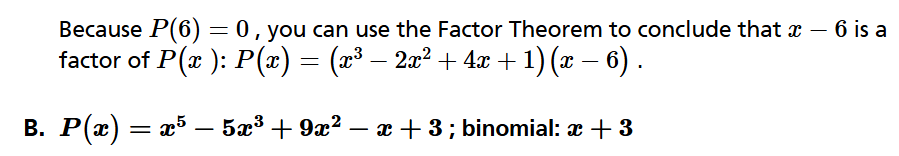 Because P(6) = 0 , you can use the Factor Theorem to conclude that x − 6 is a
factor of P(x ): P(x) = (x³ − 2x² + 4x + 1)(x − 6) .
B. P(x) = x⁵ − 5x³ + 9x² − x + 3 ; binomial: x + 3